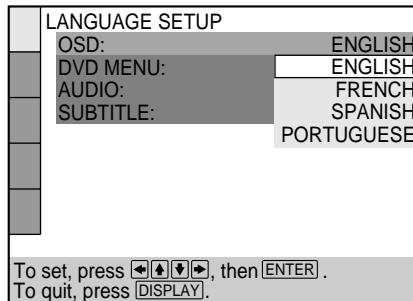 LANGUAGE SETUP
OSD: ENGLISH
DVD MENU: ENGLISH
AUDIO: FRENCH
SUBTITLE: SPANISH
PORTUGUESE
To set, press ←↑↓→, then ENTER.
To quit, press DISPLAY.